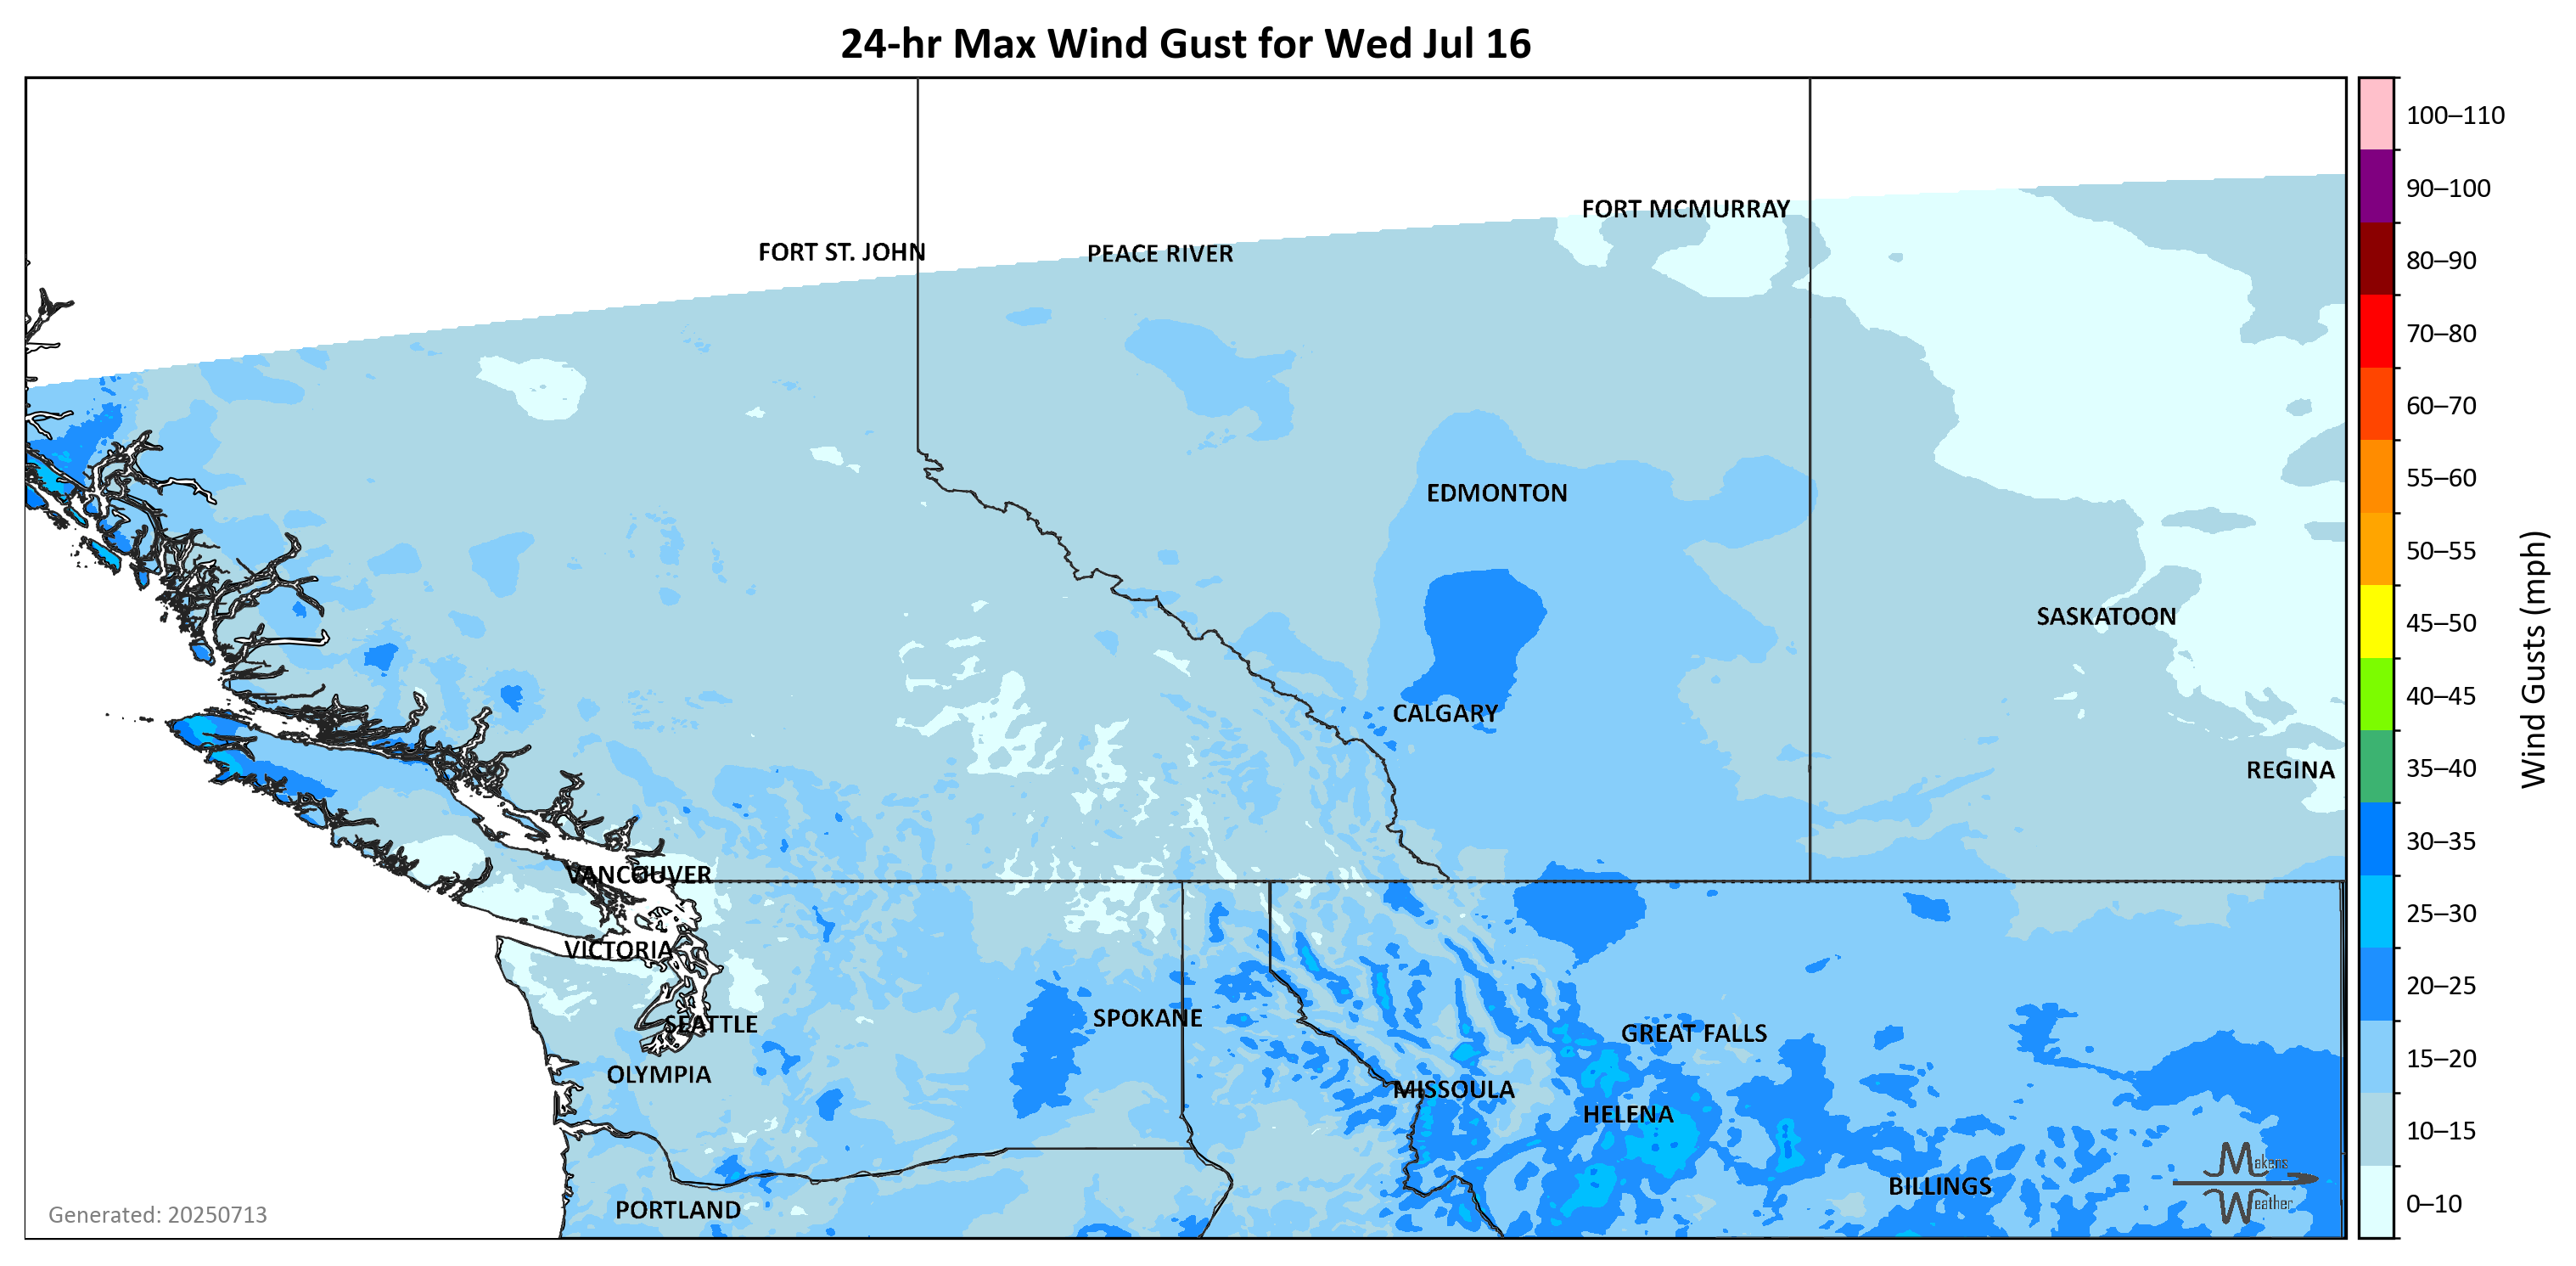 24-hr Max Wind Gust for Wed Jul 16
100–110
90–100
80–90
70–80
60–70
55–60
50–55
45–50
40–45
35–40
30–35
25–30
20–25
15–20
10–15
0–10
Wind Gusts (mph)
FORT MCMURRAY
FORT ST. JOHN
PEACE RIVER
EDMONTON
SASKATOON
CALGARY
REGINA
VANCOUVER
VICTORIA
SPOKANE
SEATTLE
GREAT FALLS
OLYMPIA
MISSOULA
HELENA
BILLINGS
PORTLAND
Makens
Weather
Generated: 20250713